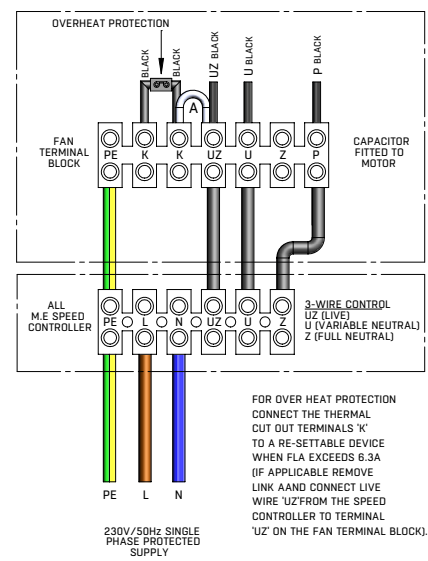 OVERHEAT PROTECTION
BLACK
BLACK
UZ BLACK
U BLACK
P BLACK
A
FAN
TERMINAL
BLOCK
PE K K UZ U Z P
CAPACITOR
FITTED TO
MOTOR
ALL
M.E SPEED
CONTROLLER
PE L N UZ U Z
3-WIRE CONTROL
UZ (LIVE)
U (VARIABLE NEUTRAL)
Z (FULL NEUTRAL)
PE L N
230V/50Hz SINGLE
PHASE PROTECTED
SUPPLY
FOR OVER HEAT PROTECTION
CONNECT THE THERMAL
CUT OUT TERMINALS 'K'
TO A RE-SETTABLE DEVICE
WHEN FLA EXCEEDS 6.3A
(IF APPLICABLE REMOVE
LINK AAND CONNECT LIVE
WIRE 'UZ'FROM THE SPEED
CONTROLLER TO TERMINAL
'UZ' ON THE FAN TERMINAL BLOCK).